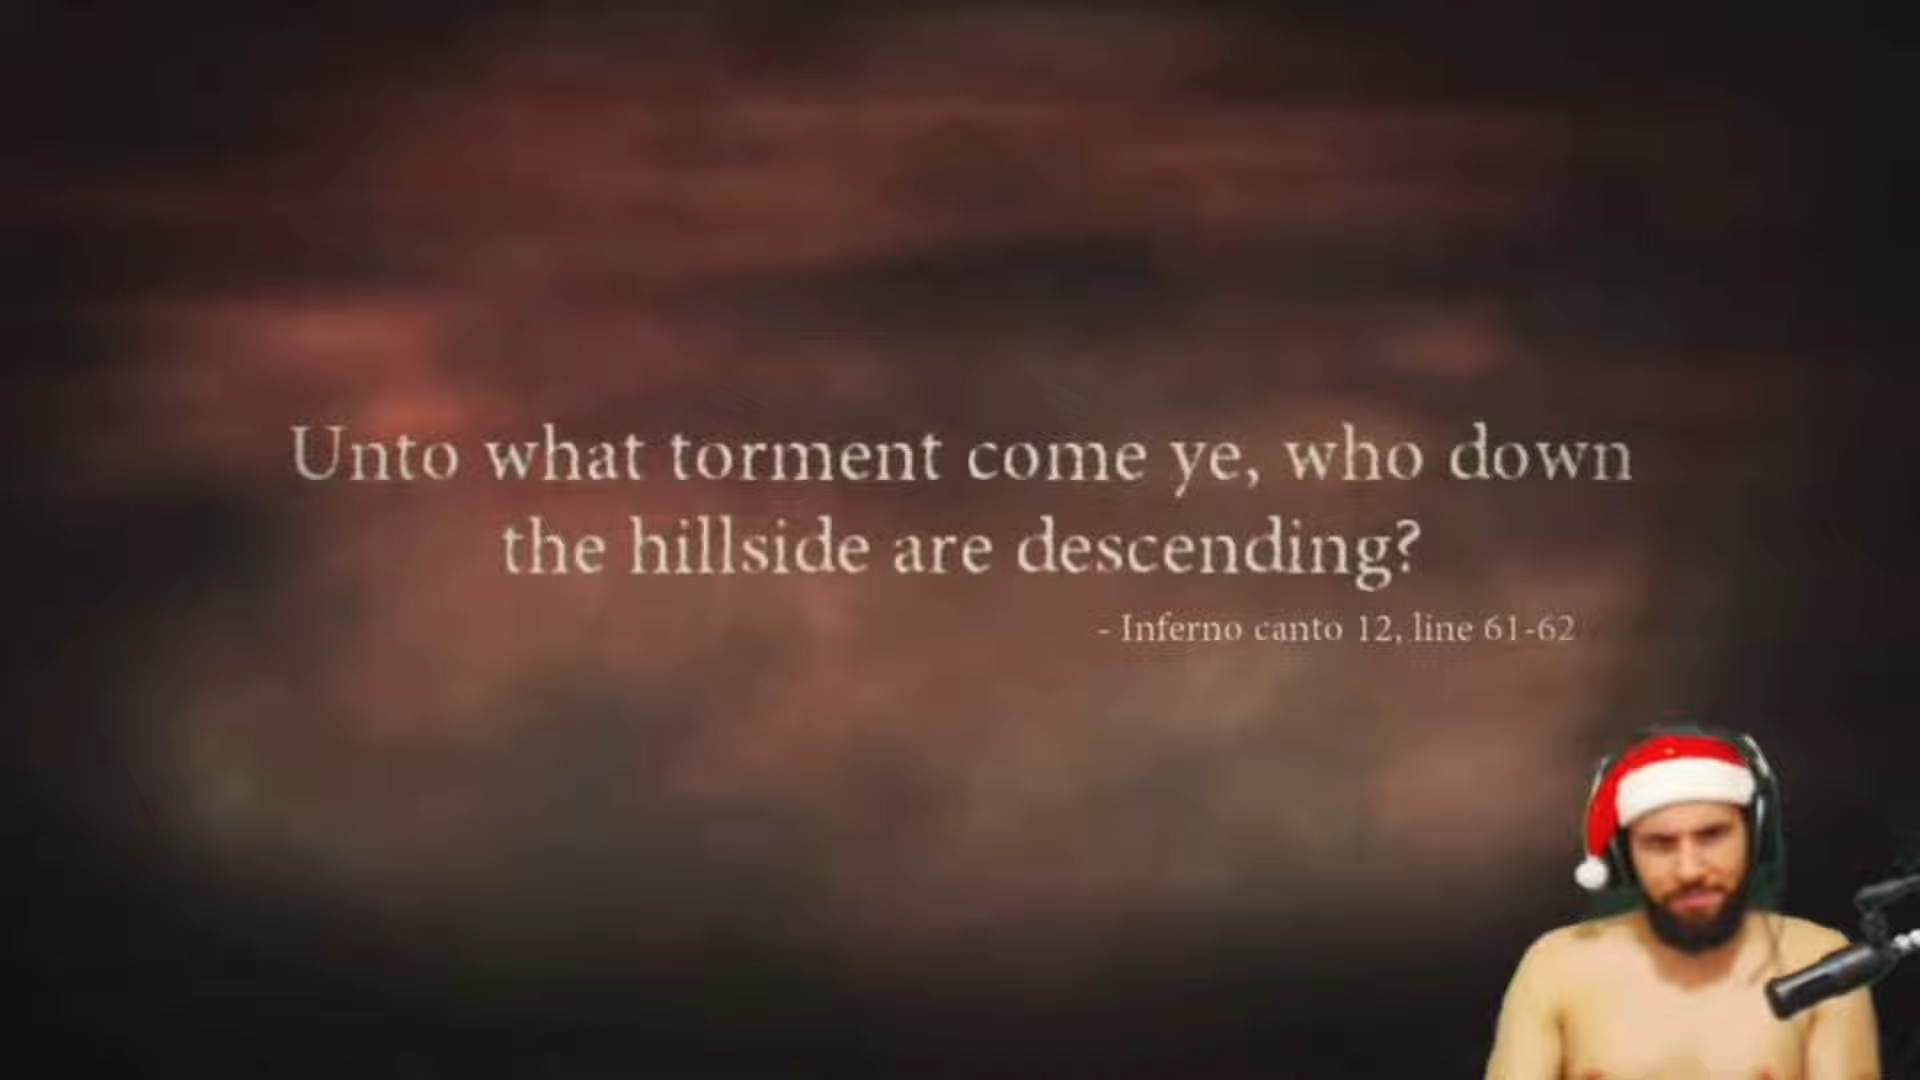 Unto what torment come ye, who down
the hillside are descending?
- Inferno canto 12, line 61-62